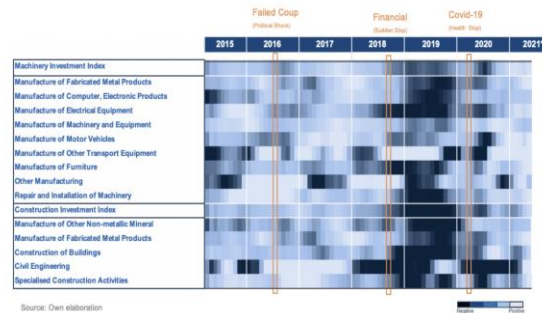 Failed Coup
(Political Shock)
Financial
(Sudden Stop)
Covid-19
(Health Stop)
2015 2016 2017 2018 2019 2020 2021*
Machinery Investment Index
Manufacture of Fabricated Metal Products
Manufacture of Computer, Electronic Products
Manufacture of Electrical Equipment
Manufacture of Machinery and Equipment
Manufacture of Motor Vehicles
Manufacture of Other Transport Equipment
Manufacture of Furniture
Other Manufacturing
Repair and Installation of Machinery
Construction Investment Index
Manufacture of Other Non-metallic Mineral
Manufacture of Fabricated Metal Products
Construction of Buildings
Civil Engineering
Specialised Construction Activities
Source: Own elaboration
Negative Positive